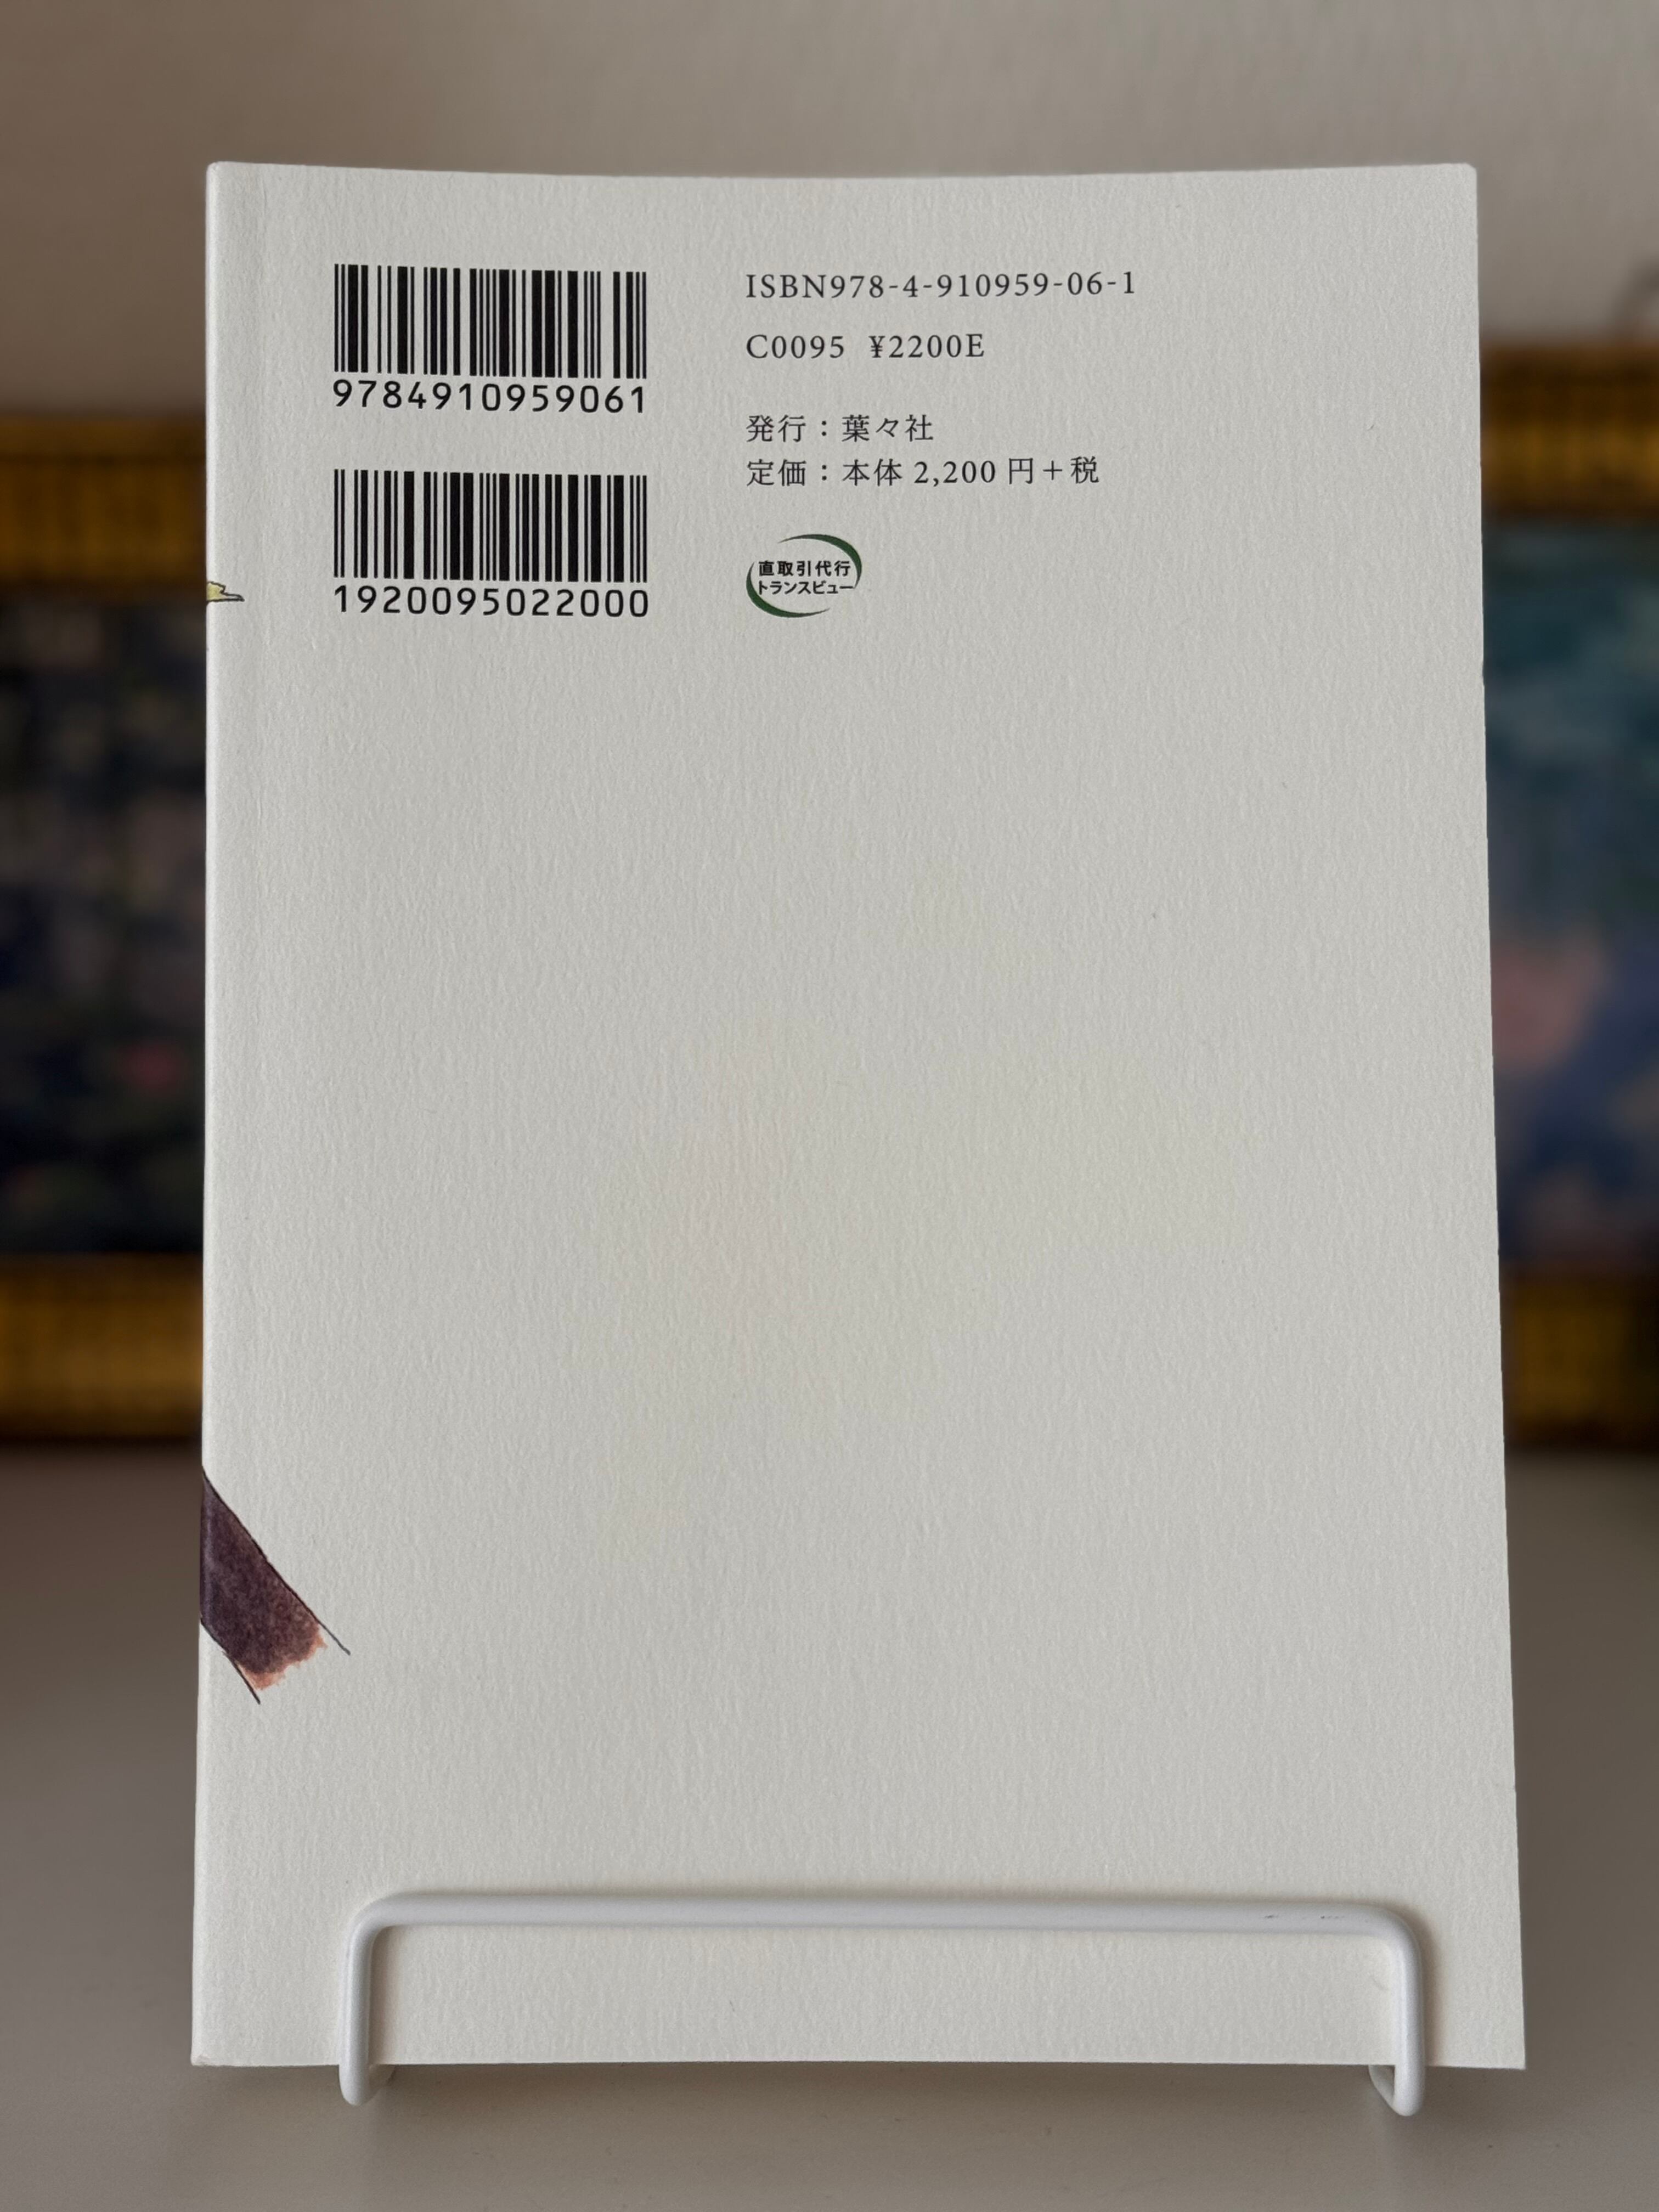 9784910959061
1920095022000
ISBN978-4-910959-06-1
C0095 ¥2200E
発行：葉々社
定価：本体 2,200 円＋税
直取引代行
トランスビュー